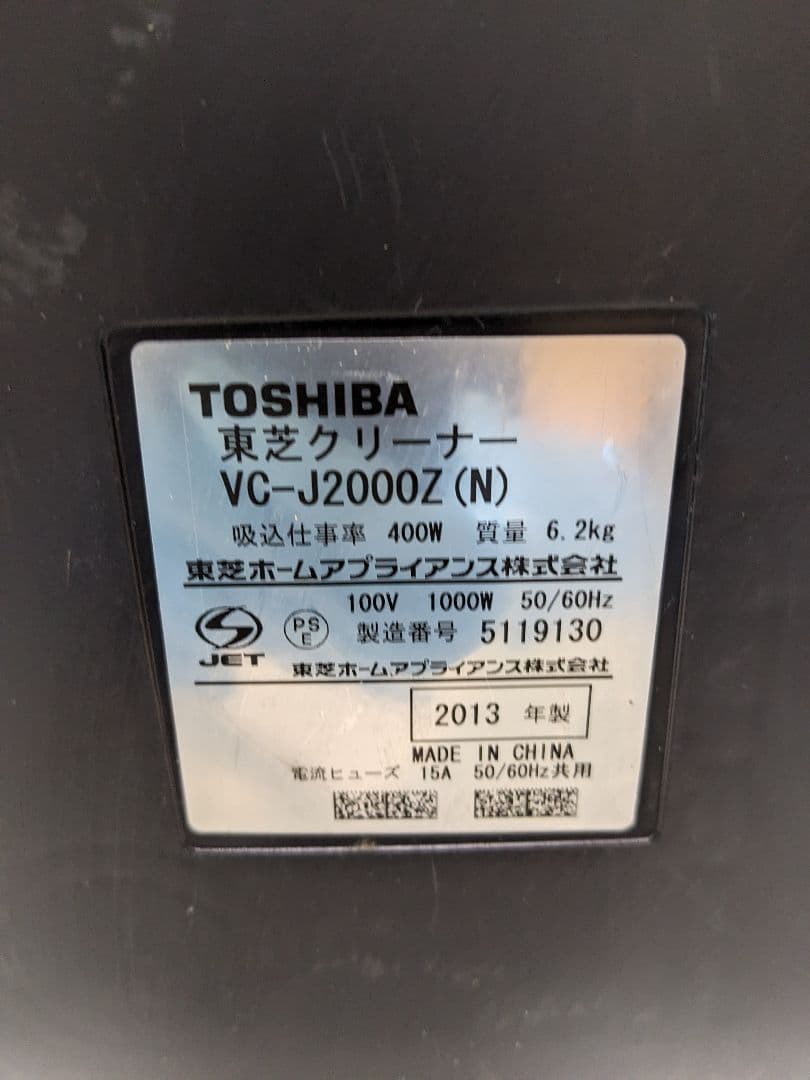 TOSHIBA
東芝クリーナー
VC-J2000Z(N)
吸込仕事率 400W 質量 6.2kg
東芝ホームアプライアンス株式会社
100V 1000W 50/60Hz
JET PSE 製造番号 5119130
東芝ホームアプライアンス株式会社
2013 年製
MADE IN CHINA
電流ヒューズ 15A 50/60Hz共用